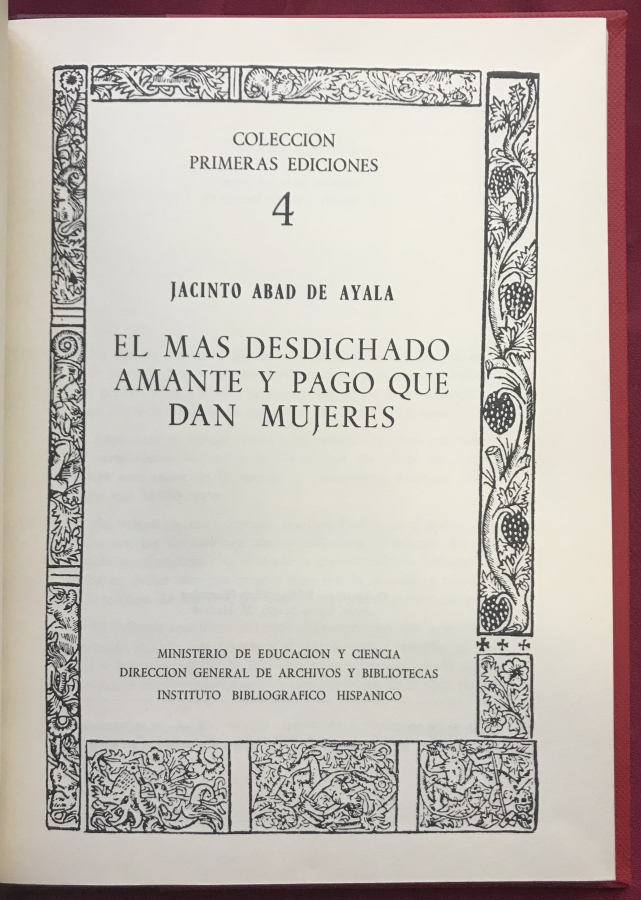 COLECCION
PRIMERAS EDICIONES
4
JACINTO ABAD DE AYALA
EL MAS DESDICHADO
AMANTE Y PAGO QUE
DAN MUJERES
MINISTERIO DE EDUCACION Y CIENCIA
DIRECCION GENERAL DE ARCHIVOS Y BIBLIOTECAS
INSTITUTO BIBLIOGRAFICO HISPANICO